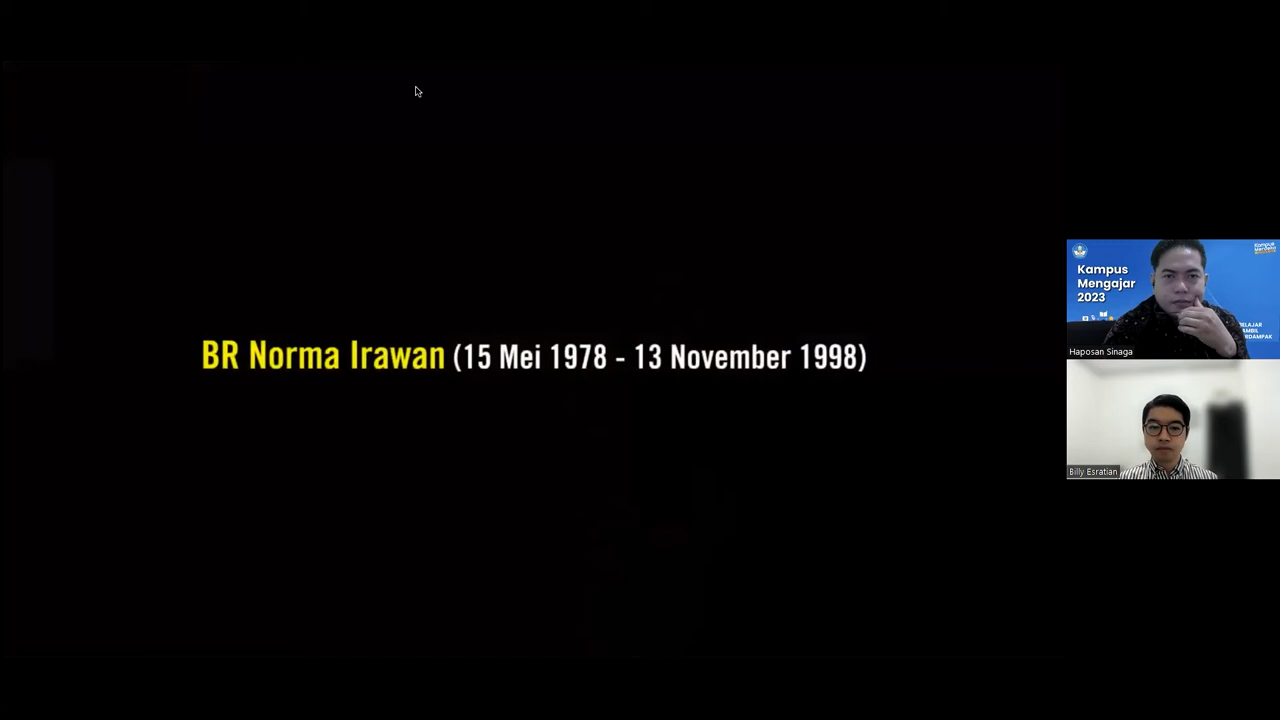 BR Norma Irawan (15 Mei 1978 - 13 November 1998)
Kampus
Mengajar
2023
Haposan Sinaga
Billy Esratian